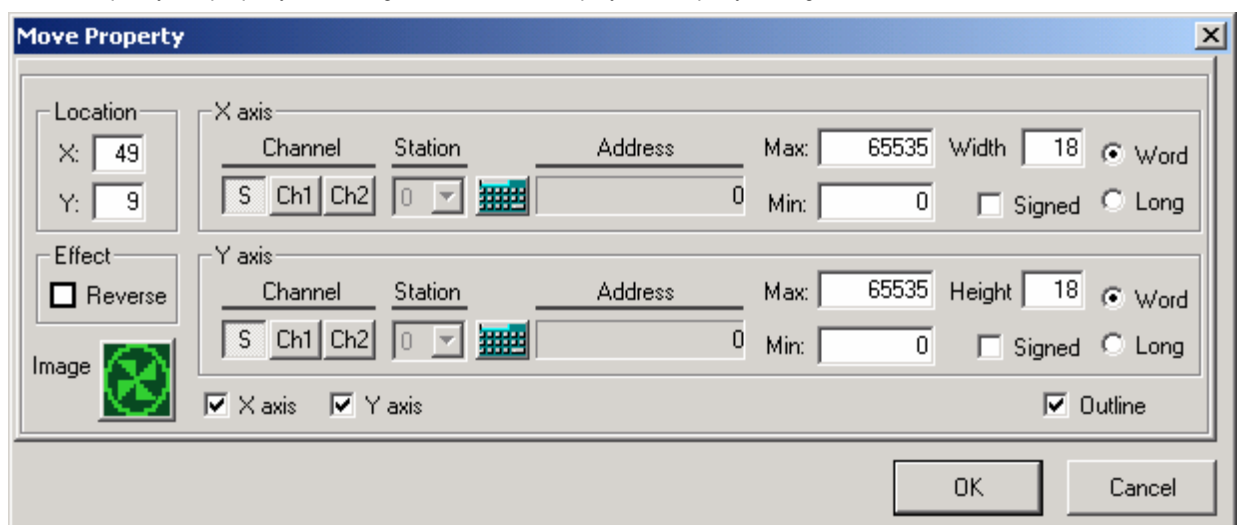 Move Property
Location
X: 49
Y: 9
X axis
Channel Station Address Max: 65535 Width 18 Word
S Ch1 Ch2 0 0 Min: 0 Signed Long
Effect
Reverse
Y axis
Channel Station Address Max: 65535 Height 18 Word
S Ch1 Ch2 0 0 Min: 0 Signed Long
Image
X axis Y axis Outline
OK Cancel